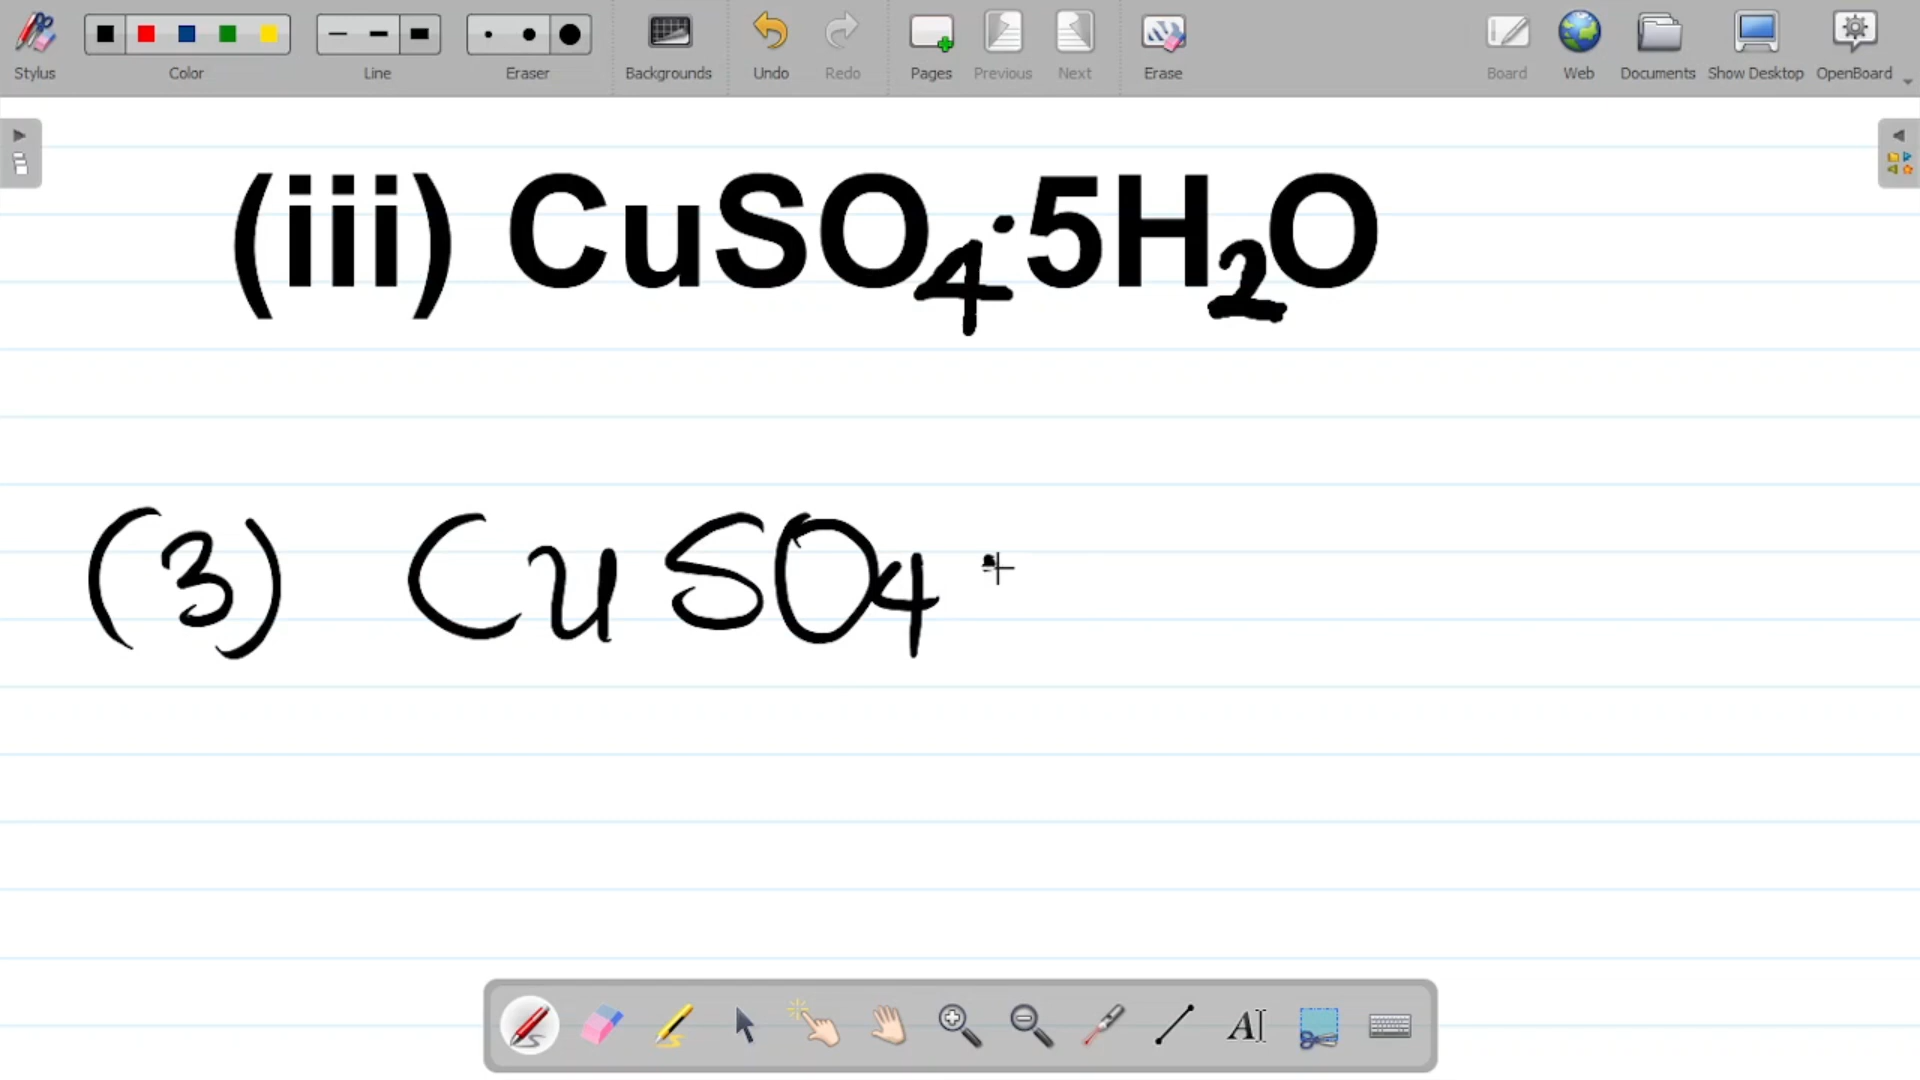 Stylus Color Line Eraser Backgrounds Undo Redo Pages Previous Next Erase Board Web Documents Show Desktop OpenBoard
(iii) CuSO4·5H2O
(3) CuSO4 ·